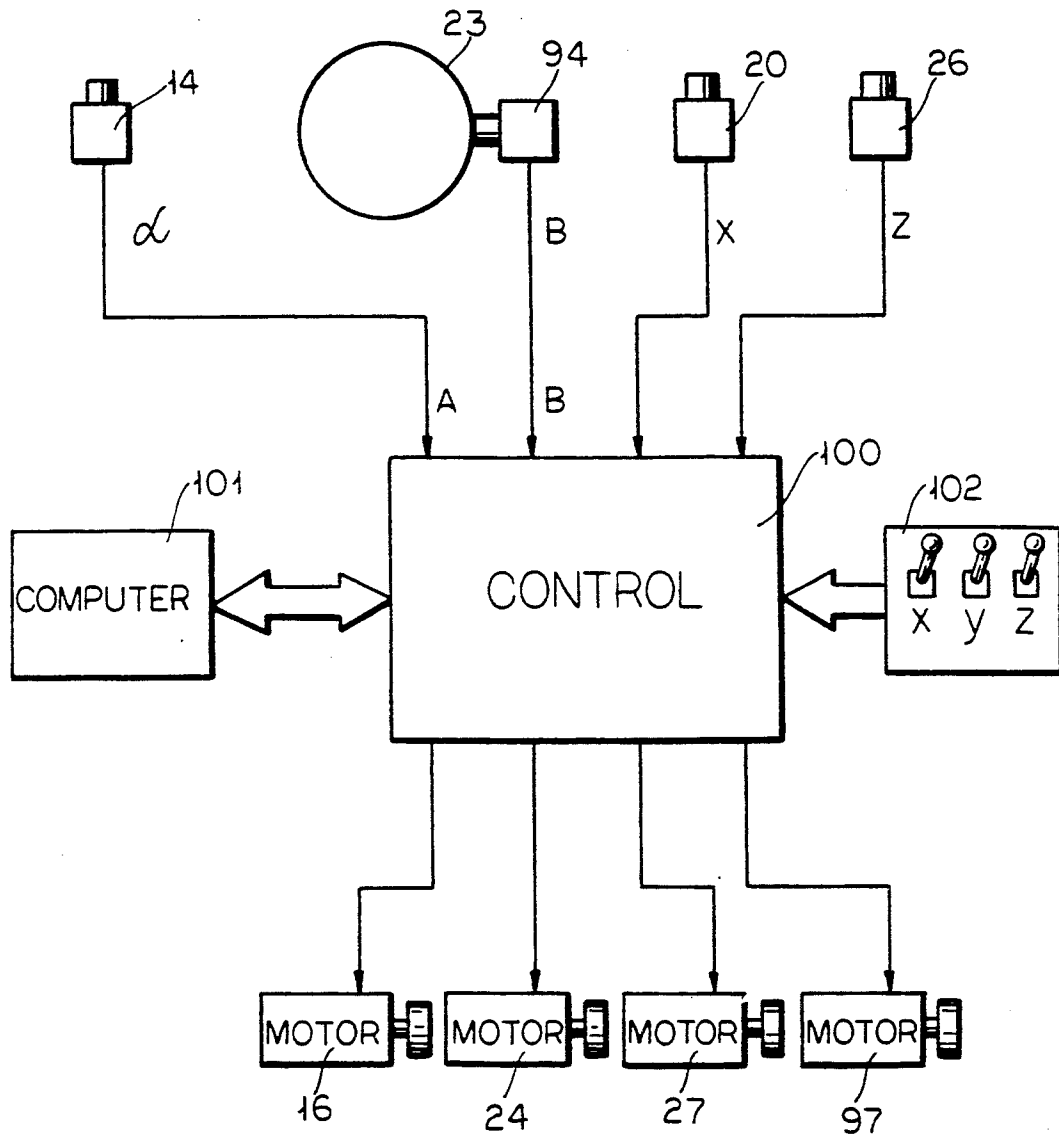 23
94
14
20
26
α
B
X
Z
A
B
100
101
102
COMPUTER
CONTROL
X y Z
MOTOR
MOTOR
MOTOR
MOTOR
16
24
27
97